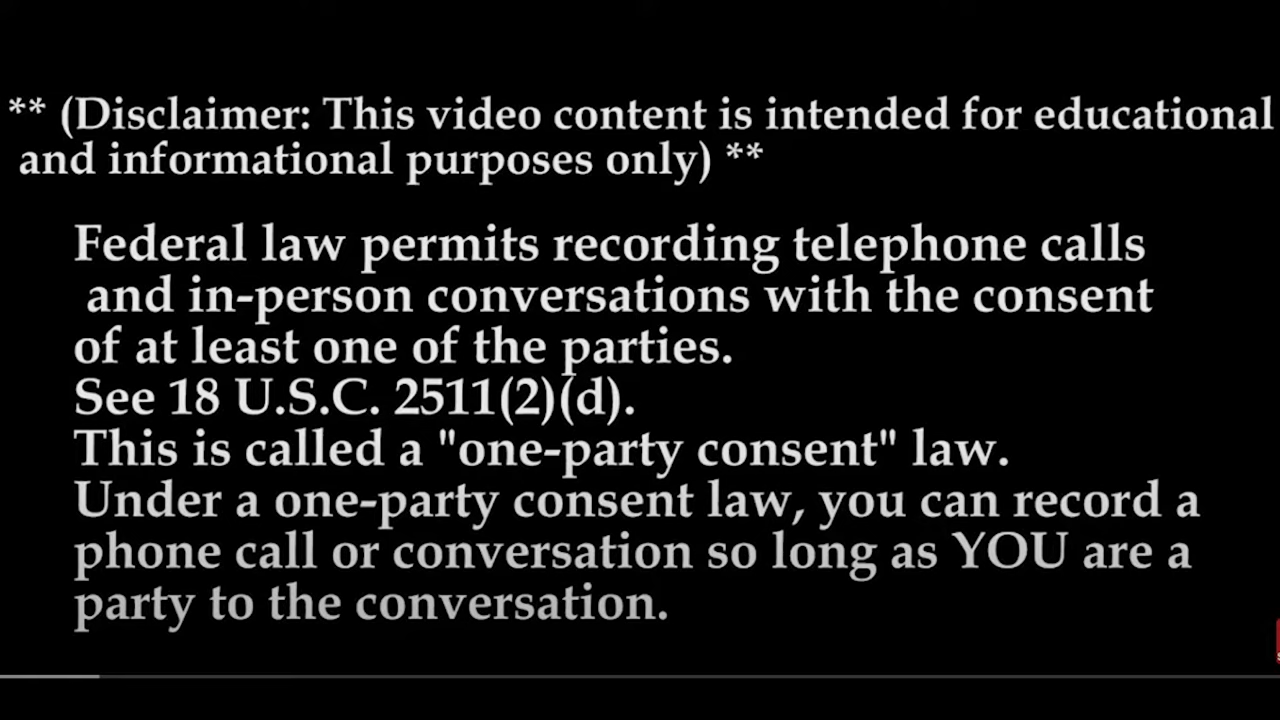 ** (Disclaimer: This video content is intended for educational
and informational purposes only) **
Federal law permits recording telephone calls
and in-person conversations with the consent
of at least one of the parties.
See 18 U.S.C. 2511(2)(d).
This is called a "one-party consent" law.
Under a one-party consent law, you can record a
phone call or conversation so long as YOU are a
party to the conversation.